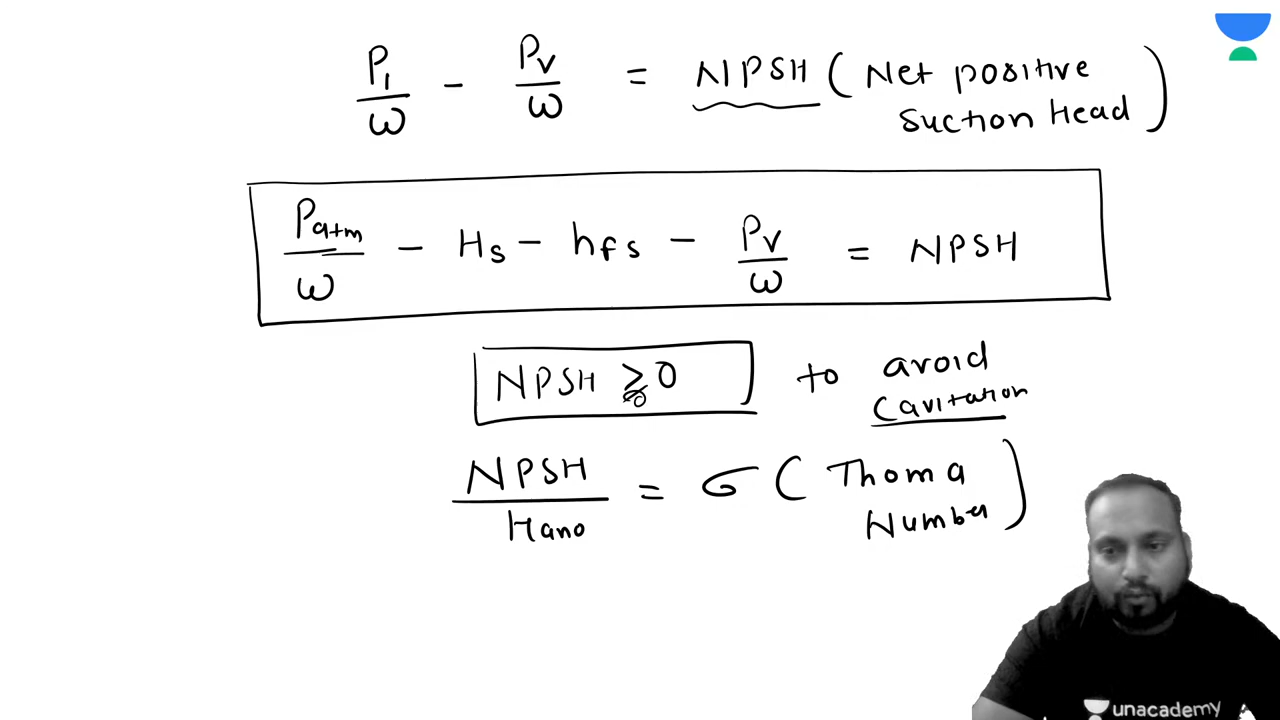 P₁/ω - Pᵥ/ω = NPSH ( Net positive
Suction Head )
Patm/ω - Hs - hfs - Pᵥ/ω = NPSH
NPSH ≥ 0 to avoid
Cavitation
NPSH/Hano = σ ( Thoma
Number )
unacademy